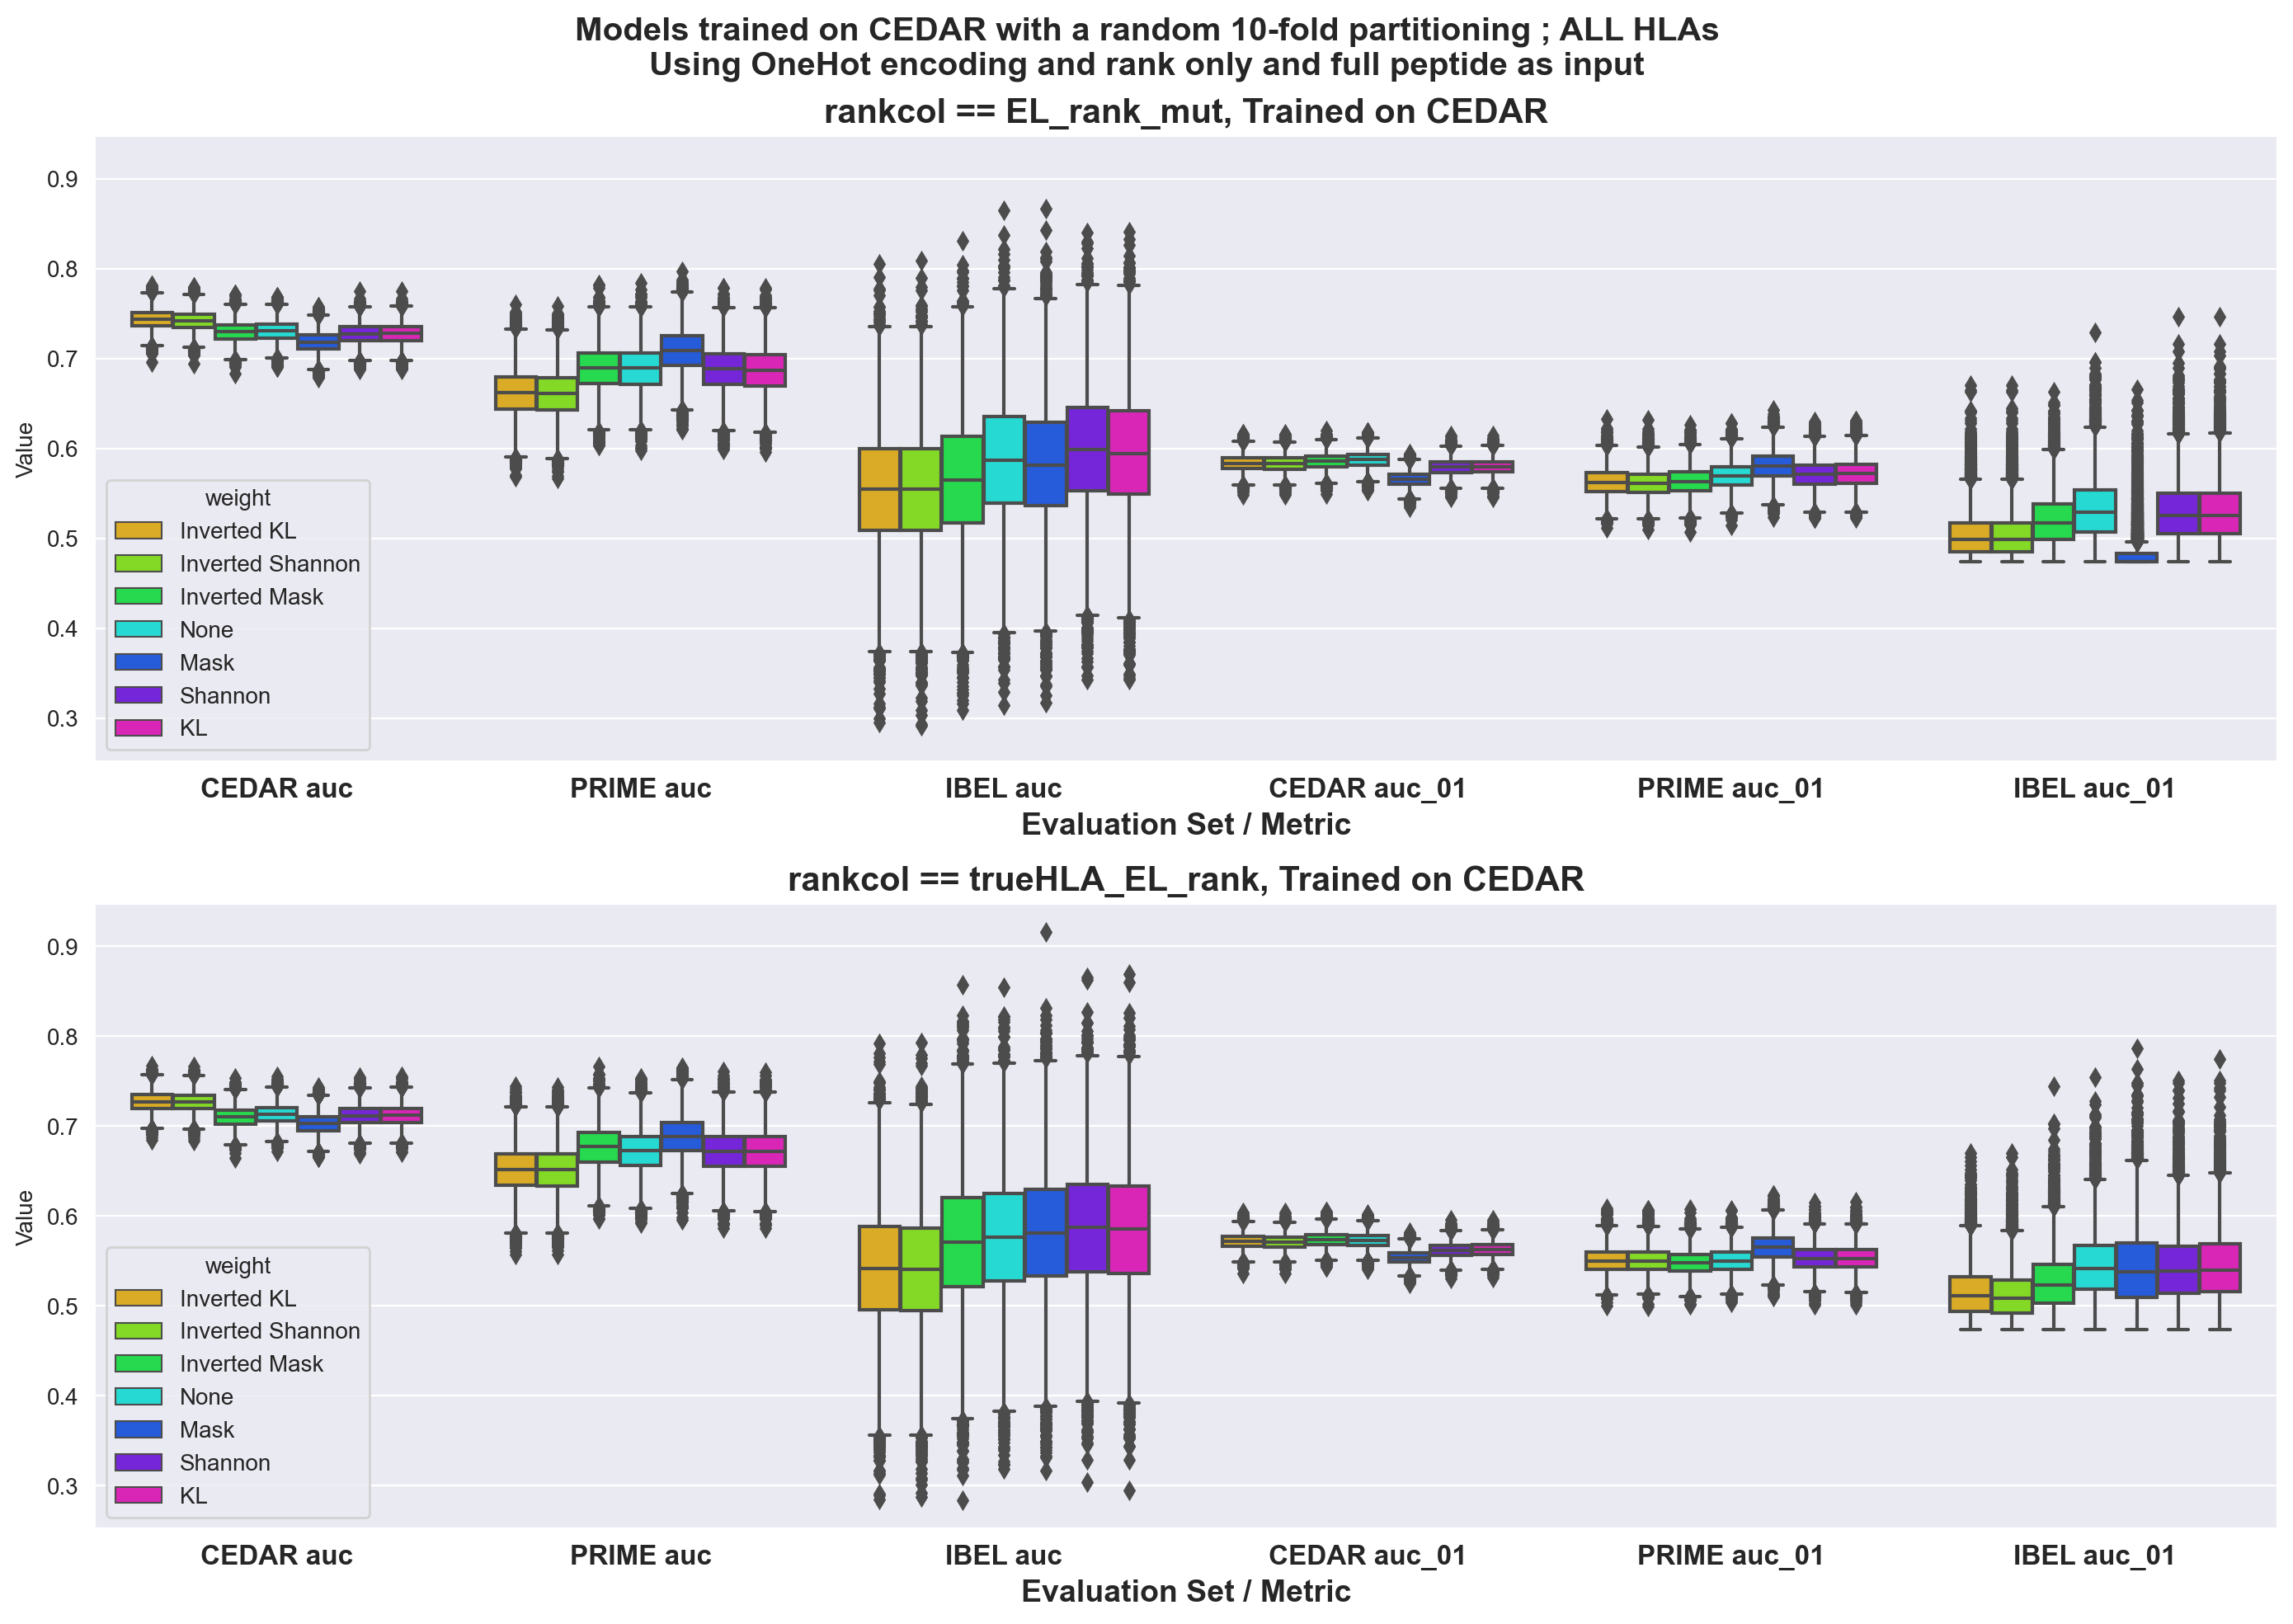 Models trained on CEDAR with a random 10-fold partitioning ; ALL HLAs
Using OneHot encoding and rank only and full peptide as input
rankcol == EL_rank_mut, Trained on CEDAR
0.9
0.8
0.7
0.6
0.5
0.4
0.3
Value
weight
Inverted KL
Inverted Shannon
Inverted Mask
None
Mask
Shannon
KL
CEDAR auc
PRIME auc
IBEL auc
CEDAR auc_01
PRIME auc_01
IBEL auc_01
Evaluation Set / Metric
rankcol == trueHLA_EL_rank, Trained on CEDAR
0.9
0.8
0.7
0.6
0.5
0.4
0.3
Value
weight
Inverted KL
Inverted Shannon
Inverted Mask
None
Mask
Shannon
KL
CEDAR auc
PRIME auc
IBEL auc
CEDAR auc_01
PRIME auc_01
IBEL auc_01
Evaluation Set / Metric